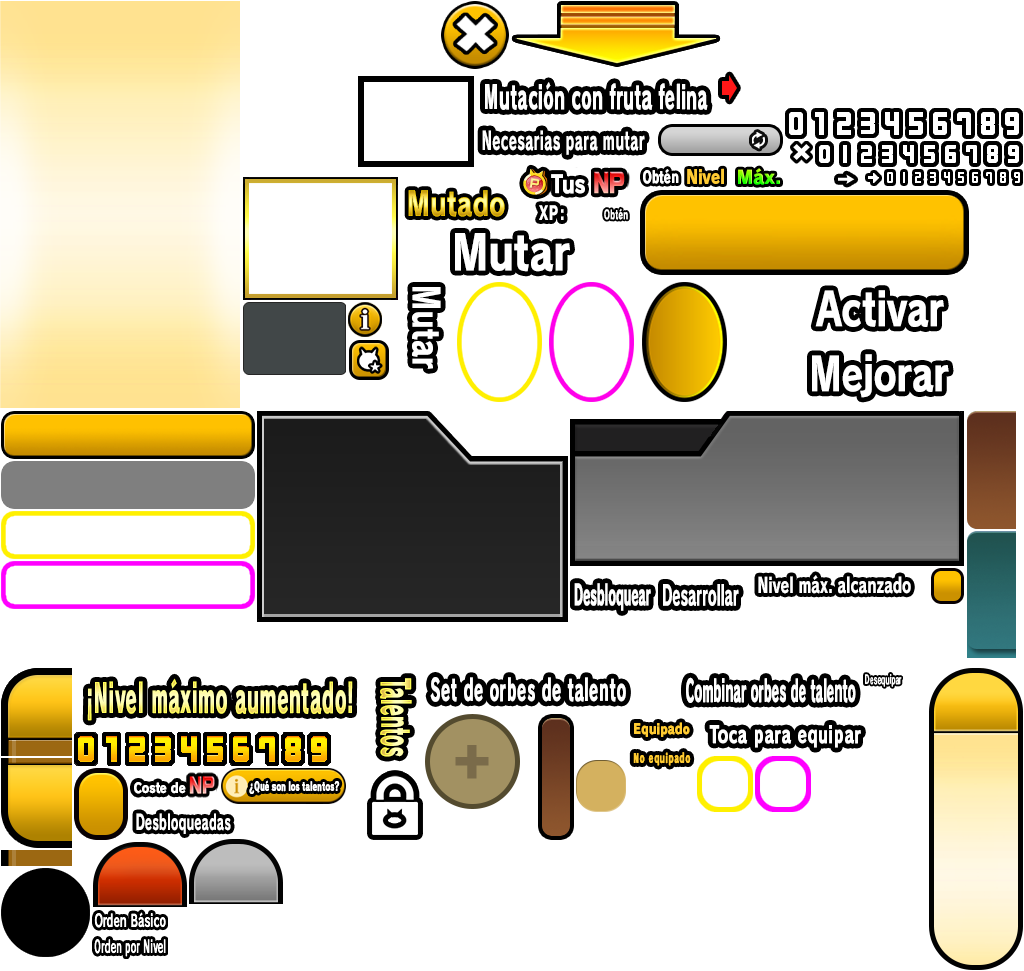 Mutación con fruta felina
Necesarias para mutar
0123456789
×0123456789
Obtén Nivel Máx.
0123456789
Tus NP
XP:
Obtén
Mutado
Mutar
Mutar
Activar
Mejorar
Desbloquear
Desarrollar
Nivel máx. alcanzado
¡Nivel máximo aumentado!
0123456789
Coste de NP
¿Qué son los talentos?
Desbloqueadas
Talentos
Set de orbes de talento
Combinar orbes de talento
Desequipar
Equipado
No equipado
Toca para equipar
Orden Básico
Orden por Nivel